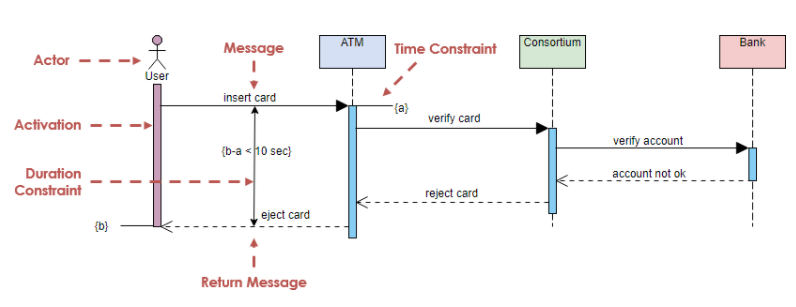 Message
ATM
Time Constraint
Consortium
Bank
Actor
User
insert card
{a}
Activation
verify card
verify account
{b-a < 10 sec}
Duration
Constraint
account not ok
reject card
eject card
{b}
Return Message